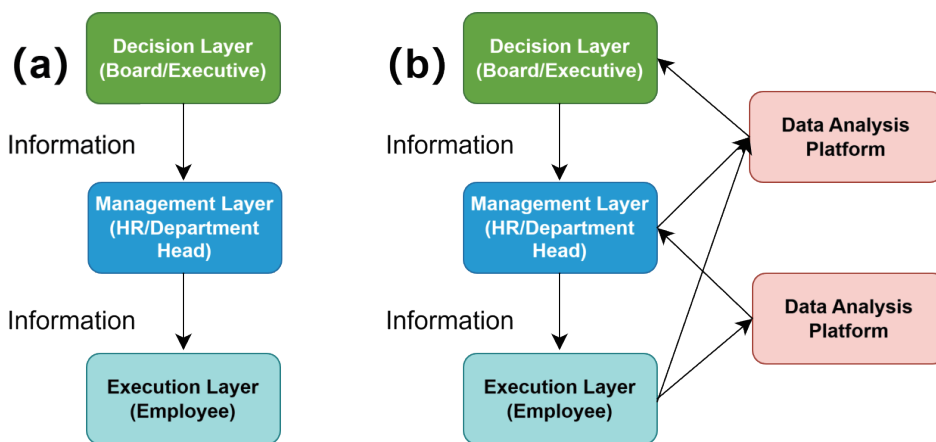 (a)
Decision Layer
(Board/Executive)
Information
Management Layer
(HR/Department
Head)
Information
Execution Layer
(Employee)
(b)
Decision Layer
(Board/Executive)
Information
Management Layer
(HR/Department
Head)
Information
Execution Layer
(Employee)
Data Analysis
Platform
Data Analysis
Platform